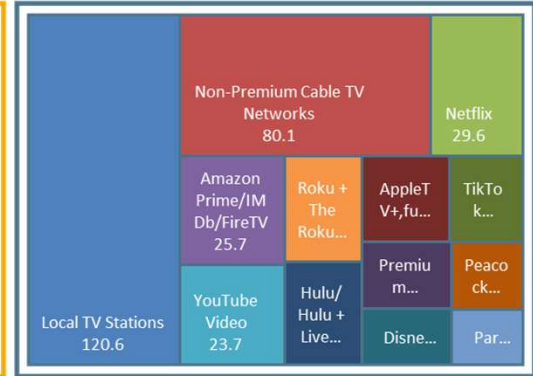 Local TV Stations
120.6
Non-Premium Cable TV
Networks
80.1
Netflix
29.6
Amazon
Prime/IM
Db/FireTV
25.7
YouTube
Video
23.7
Roku +
The
Roku...
Hulu/
Hulu +
Live...
AppleT
V+,fu...
TikTo
k...
Premiu
m...
Peaco
ck...
Disne...
Par...